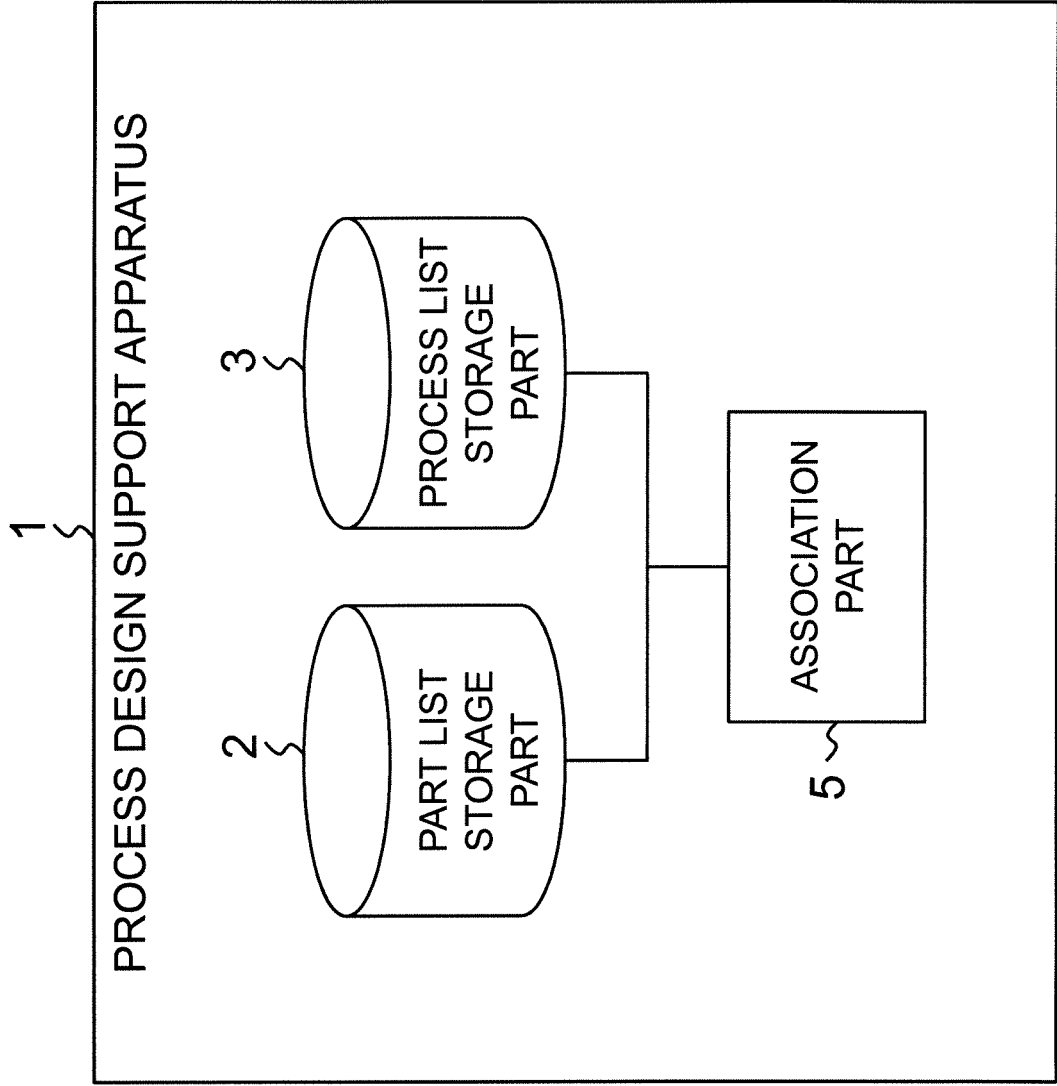 1
PROCESS DESIGN SUPPORT APPARATUS
2
PART LIST
STORAGE
PART
3
PROCESS LIST
STORAGE
PART
5
ASSOCIATION
PART